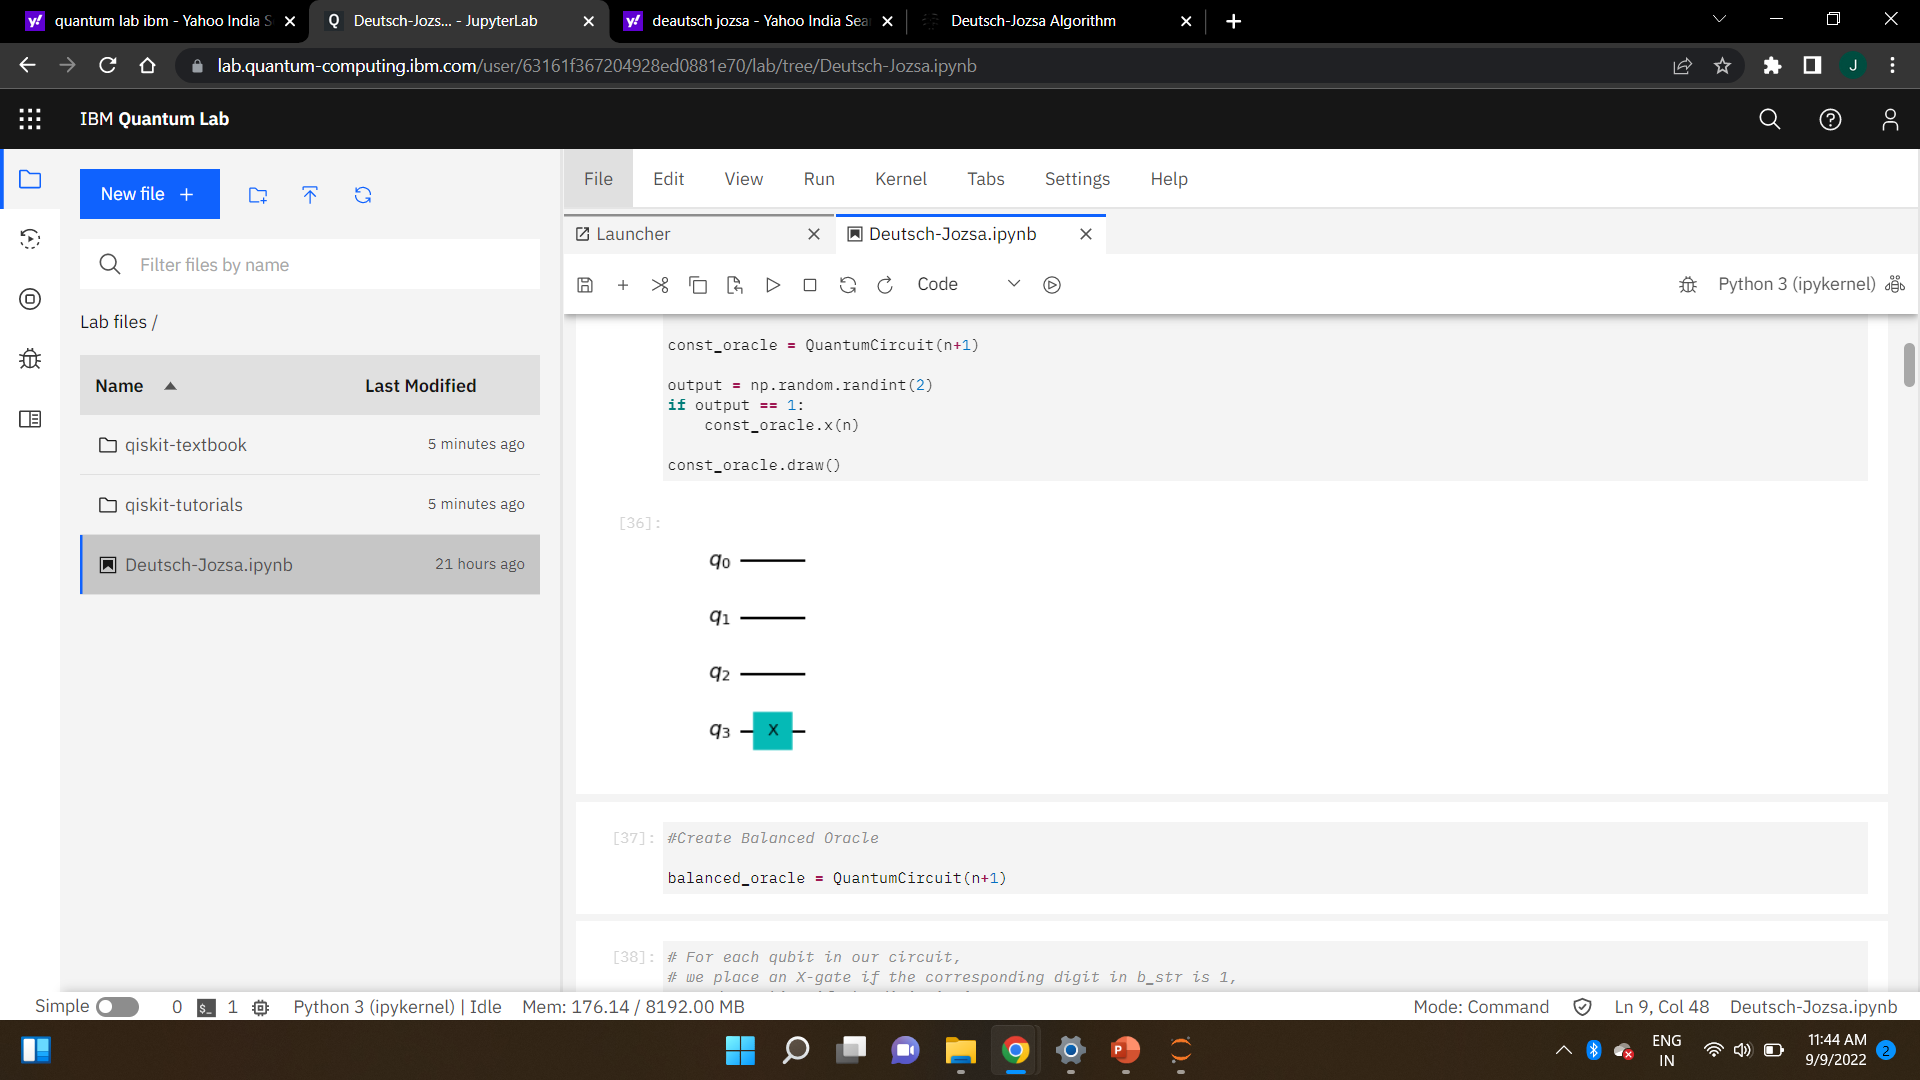 quantum lab ibm - Yahoo India S
Deutsch-Jozs... - JupyterLab
deautsch jozsa - Yahoo India Sea
Deutsch-Jozsa Algorithm
lab.quantum-computing.ibm.com/user/63161f367204928ed0881e70/lab/tree/Deutsch-Jozsa.ipynb
J
IBM Quantum Lab
New file +
File Edit View Run Kernel Tabs Settings Help
Launcher
Deutsch-Jozsa.ipynb
Filter files by name
Code
Python 3 (ipykernel)
Lab files /
Name Last Modified
qiskit-textbook 5 minutes ago
qiskit-tutorials 5 minutes ago
Deutsch-Jozsa.ipynb 21 hours ago
const_oracle = QuantumCircuit(n+1)
output = np.random.randint(2)
if output == 1:
const_oracle.x(n)
const_oracle.draw()
[36]:
q0
q1
q2
q3 X
[37]: #Create Balanced Oracle
balanced_oracle = QuantumCircuit(n+1)
[38]: # For each qubit in our circuit,
# we place an X-gate if the corresponding digit in b_str is 1,
Simple 0 $_ 1 Python 3 (ipykernel) | Idle Mem: 176.14 / 8192.00 MB
Mode: Command Ln 9, Col 48 Deutsch-Jozsa.ipynb
ENG
IN
11:44 AM
9/9/2022
2